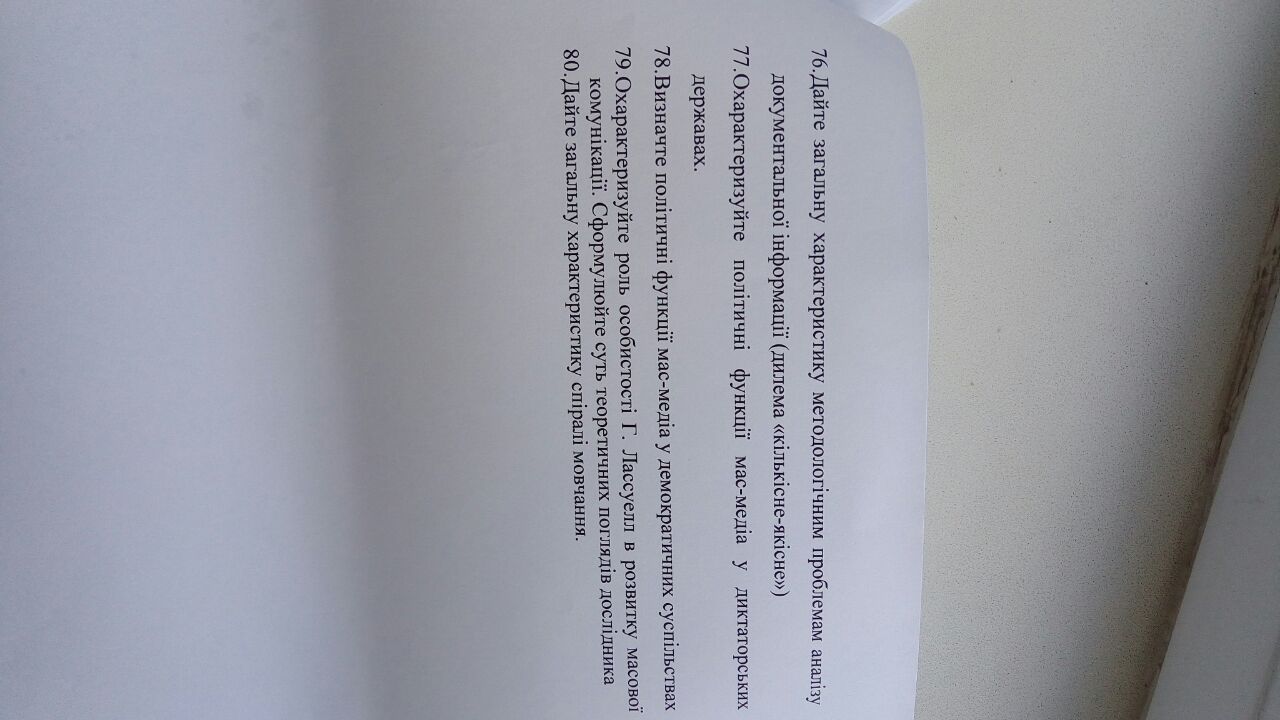 76.Дайте загальну характеристику методологічним проблемам аналізу
документальної інформації (дилема «кількісне-якісне»)
77.Охарактеризуйте політичні функції мас-медіа у диктаторських
державах.
78.Визначте політичні функції мас-медіа у демократичних суспільствах
79.Охарактеризуйте роль особистості Г. Лассуелл в розвитку масової
комунікації. Сформулюйте суть теоретичних поглядів дослідника
80.Дайте загальну характеристику спіралі мовчання.